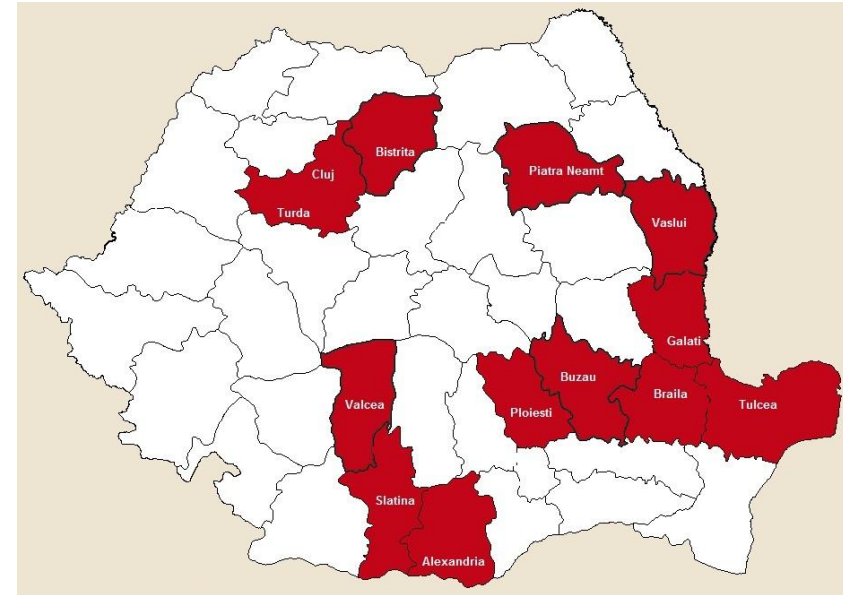 Bistrita
Cluj
Piatra Neamt
Turda
Vaslui
Galati
Buzau
Braila
Valcea
Ploiesti
Tulcea
Slatina
Alexandria